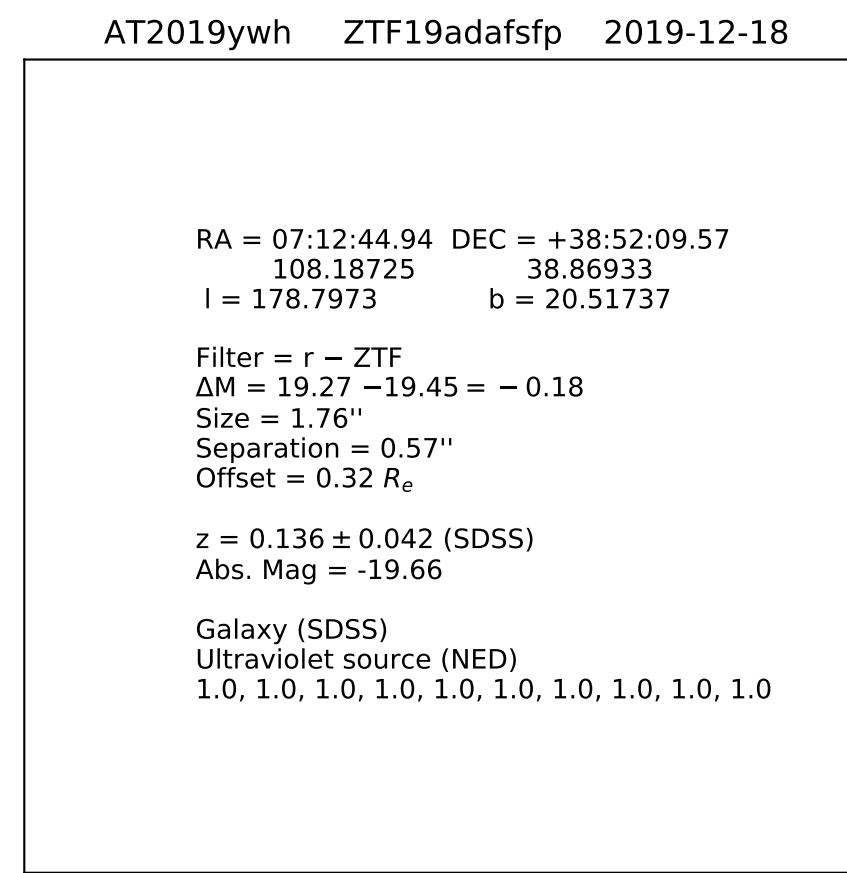 AT2019ywh ZTF19adafsfp 2019-12-18
RA = 07:12:44.94 DEC = +38:52:09.57
108.18725 38.86933
l = 178.7973 b = 20.51737
Filter = r − ZTF
ΔM = 19.27 −19.45 = − 0.18
Size = 1.76''
Separation = 0.57''
Offset = 0.32 Rₑ
z = 0.136 ± 0.042 (SDSS)
Abs. Mag = -19.66
Galaxy (SDSS)
Ultraviolet source (NED)
1.0, 1.0, 1.0, 1.0, 1.0, 1.0, 1.0, 1.0, 1.0, 1.0